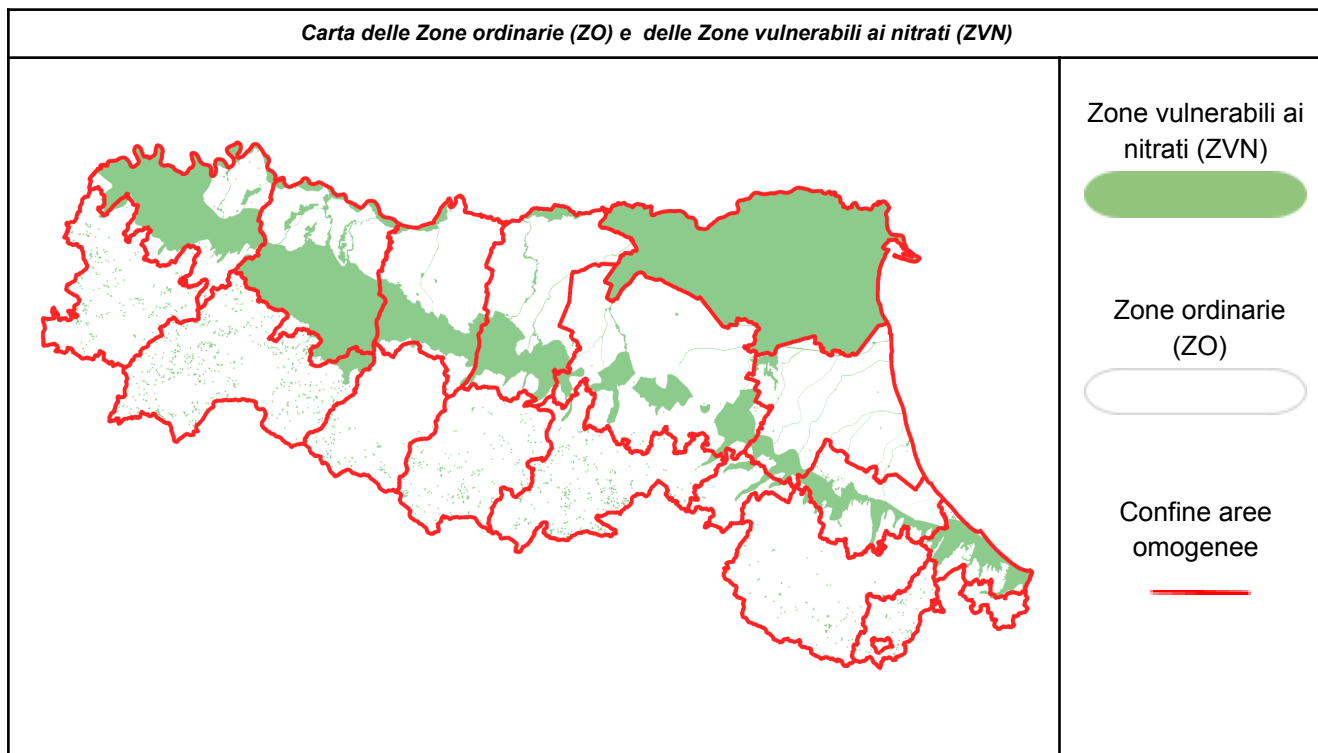 Carta delle Zone ordinarie (ZO) e delle Zone vulnerabili ai nitrati (ZVN)
Zone vulnerabili ai
nitrati (ZVN)
Zone ordinarie
(ZO)
Confine aree
omogenee